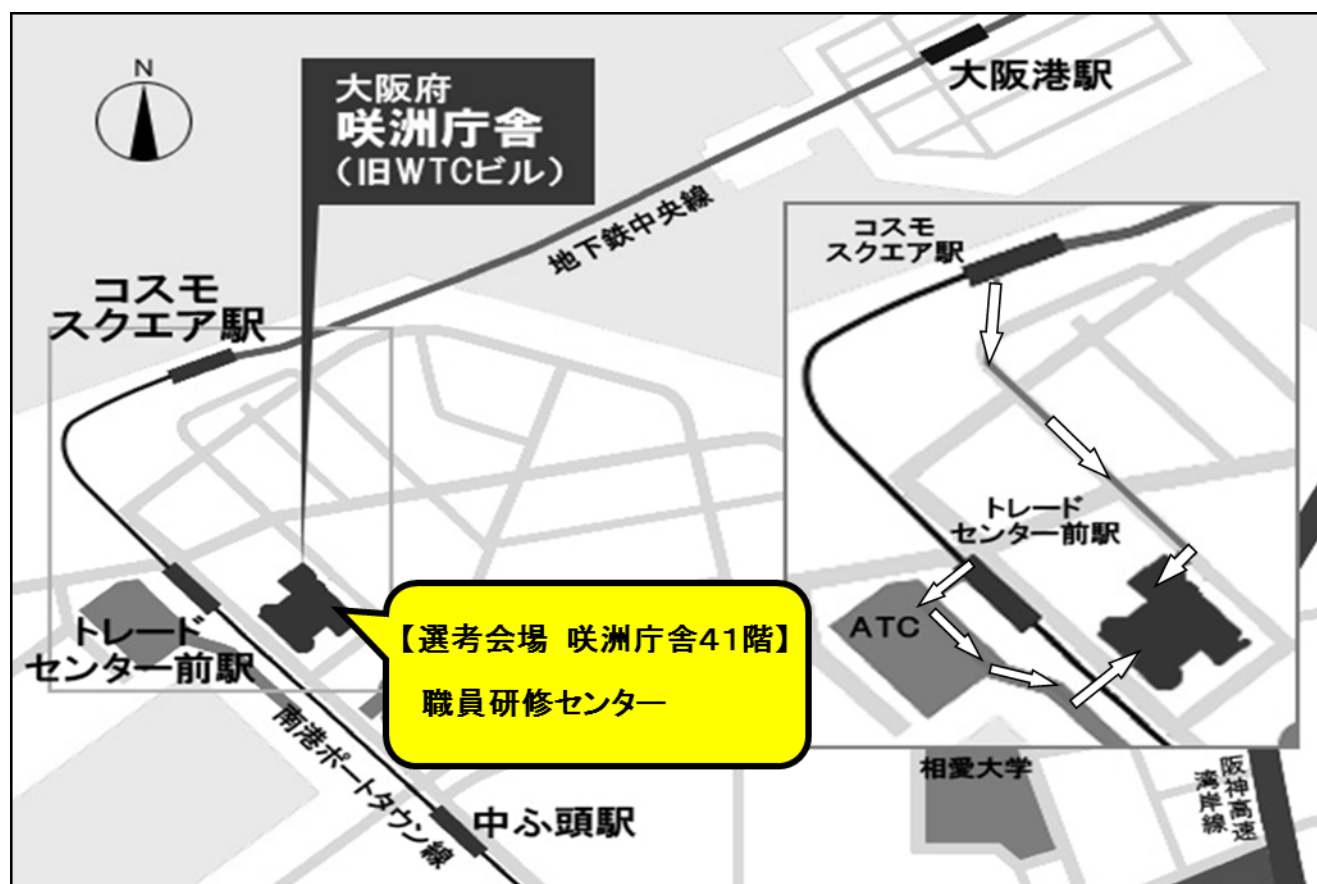 N
大阪府
咲洲庁舎
（旧WTCビル）
大阪港駅
地下鉄中央線
コスモ
スクエア駅
コスモ
スクエア駅
トレード
センター前駅
ATC
トレード
センター前駅
【選考会場 咲洲庁舎41階】
職員研修センター
南港ポートタウン線
中ふ頭駅
相愛大学
阪神高速
湾岸線